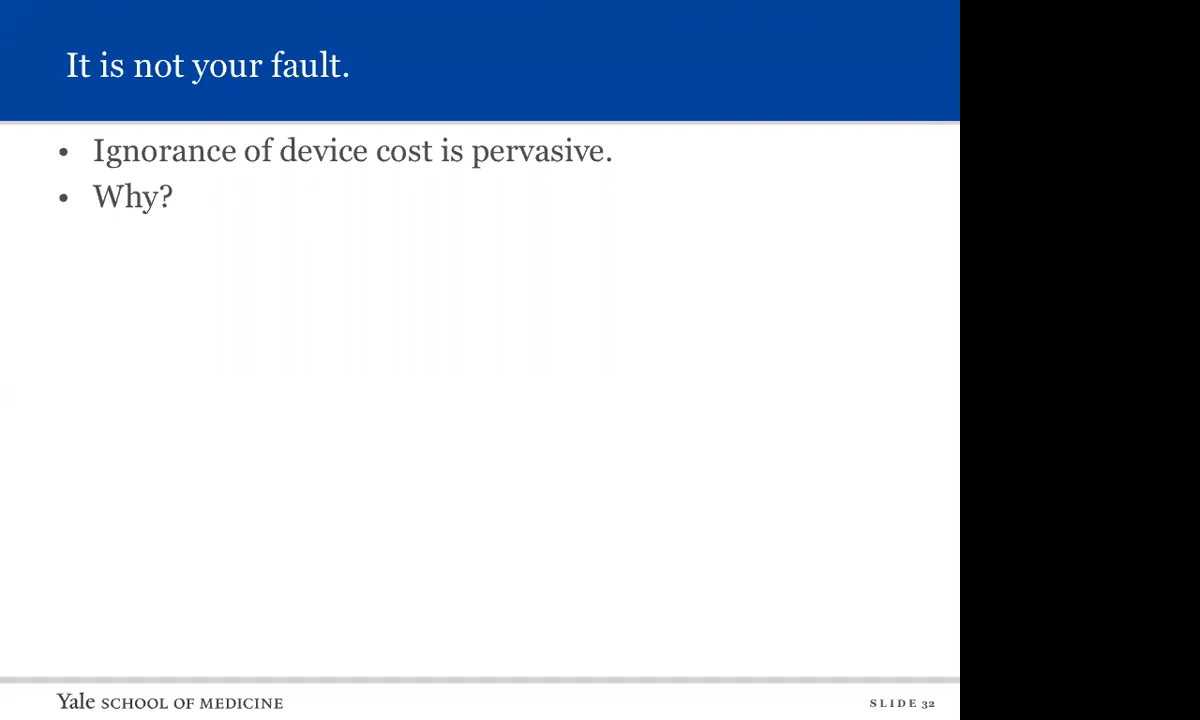 It is not your fault.
• Ignorance of device cost is pervasive.
• Why?
Yale SCHOOL OF MEDICINE
SLIDE 32